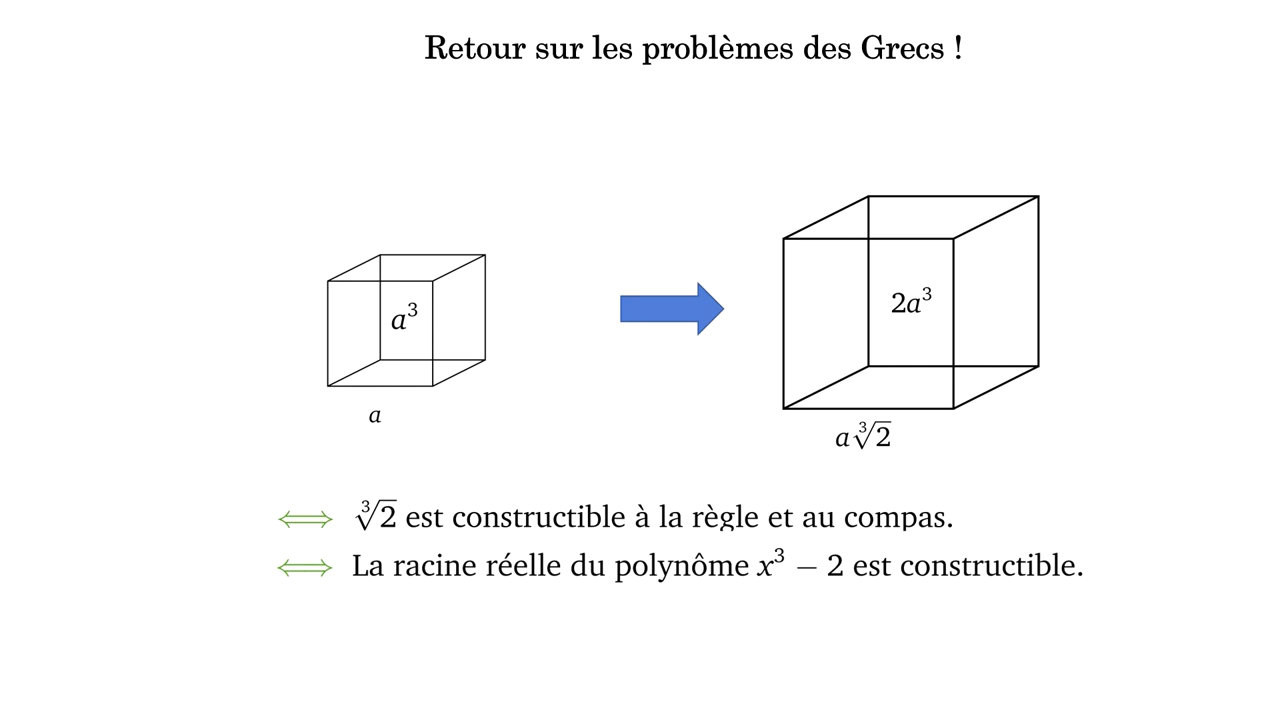 Retour sur les problèmes des Grecs !
a³
2a³
a
a∛2
⟺ ∛2 est constructible à la règle et au compas.
⟺ La racine réelle du polynôme x³ − 2 est constructible.